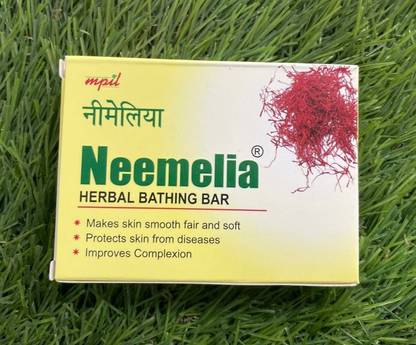 mpil
नीमेलिया
Neemelia®
HERBAL BATHING BAR
* Makes skin smooth fair and soft
* Protects skin from diseases
* Improves Complexion